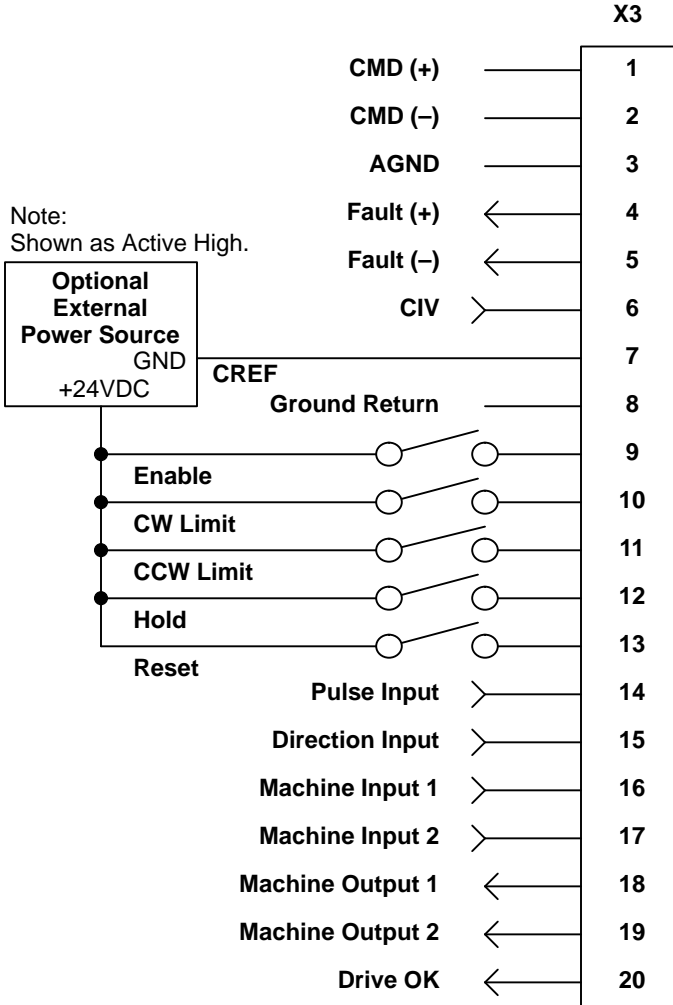 X3
CMD (+) 1
CMD (–) 2
AGND 3
Note:
Shown as Active High.
Fault (+) 4
Fault (–) 5
Optional
External
Power Source
GND
+24VDC
CIV 6
CREF 7
Ground Return 8
9
Enable
10
CW Limit
11
CCW Limit
12
Hold
13
Reset
Pulse Input 14
Direction Input 15
Machine Input 1 16
Machine Input 2 17
Machine Output 1 18
Machine Output 2 19
Drive OK 20